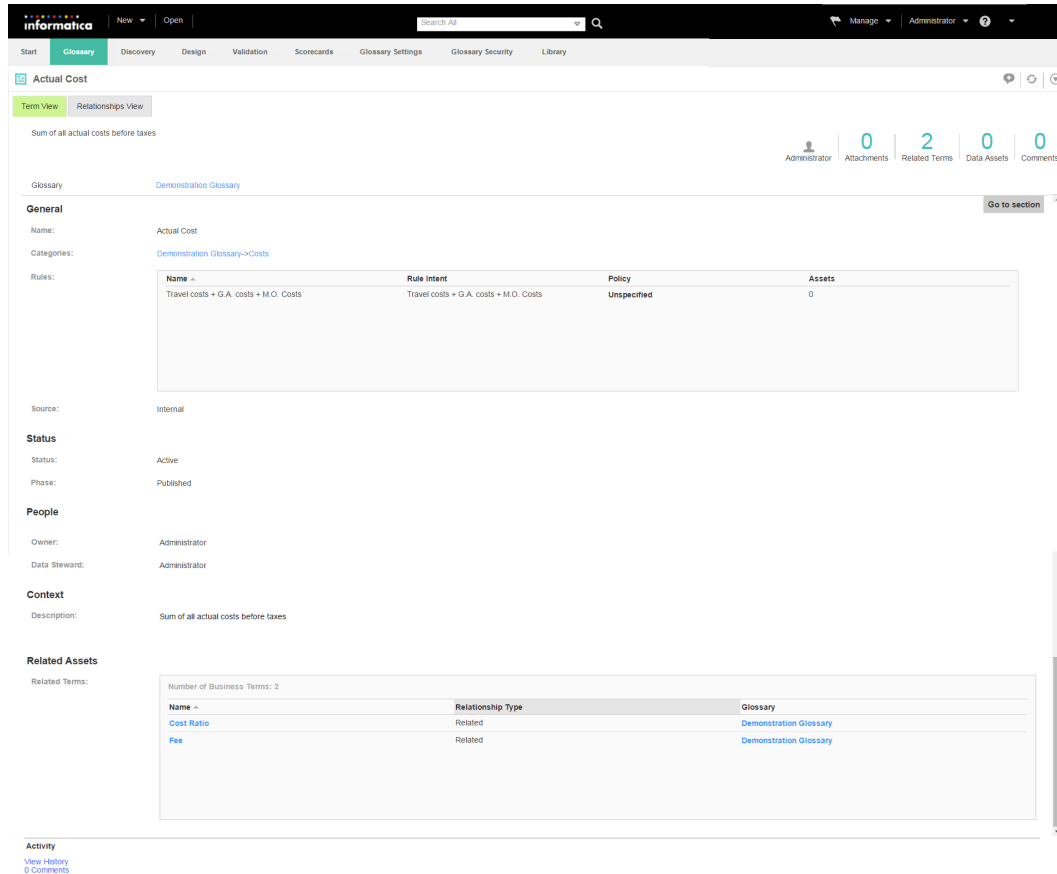 informatica New Open Search All Manage Administrator ?
Start Glossary Discovery Design Validation Scorecards Glossary Settings Glossary Security Library
Actual Cost
Term View Relationships View
Sum of all actual costs before taxes
0 2 0 0
Administrator Attachments Related Terms Data Assets Comments
Glossary Demonstration Glossary
General Go to section
Name: Actual Cost
Categories: Demonstration Glossary->Costs
Rules: Name Rule Intent Policy Assets
Travel costs + G.A. costs + M.O. Costs Travel costs + G.A. costs + M.O. Costs Unspecified 0
Source: Internal
Status
Status: Active
Phase: Published
People
Owner: Administrator
Data Steward: Administrator
Context
Description: Sum of all actual costs before taxes
Related Assets
Related Terms: Number of Business Terms: 2
Name Relationship Type Glossary
Cost Ratio Related Demonstration Glossary
Fee Related Demonstration Glossary
Activity
View History
0 Comments